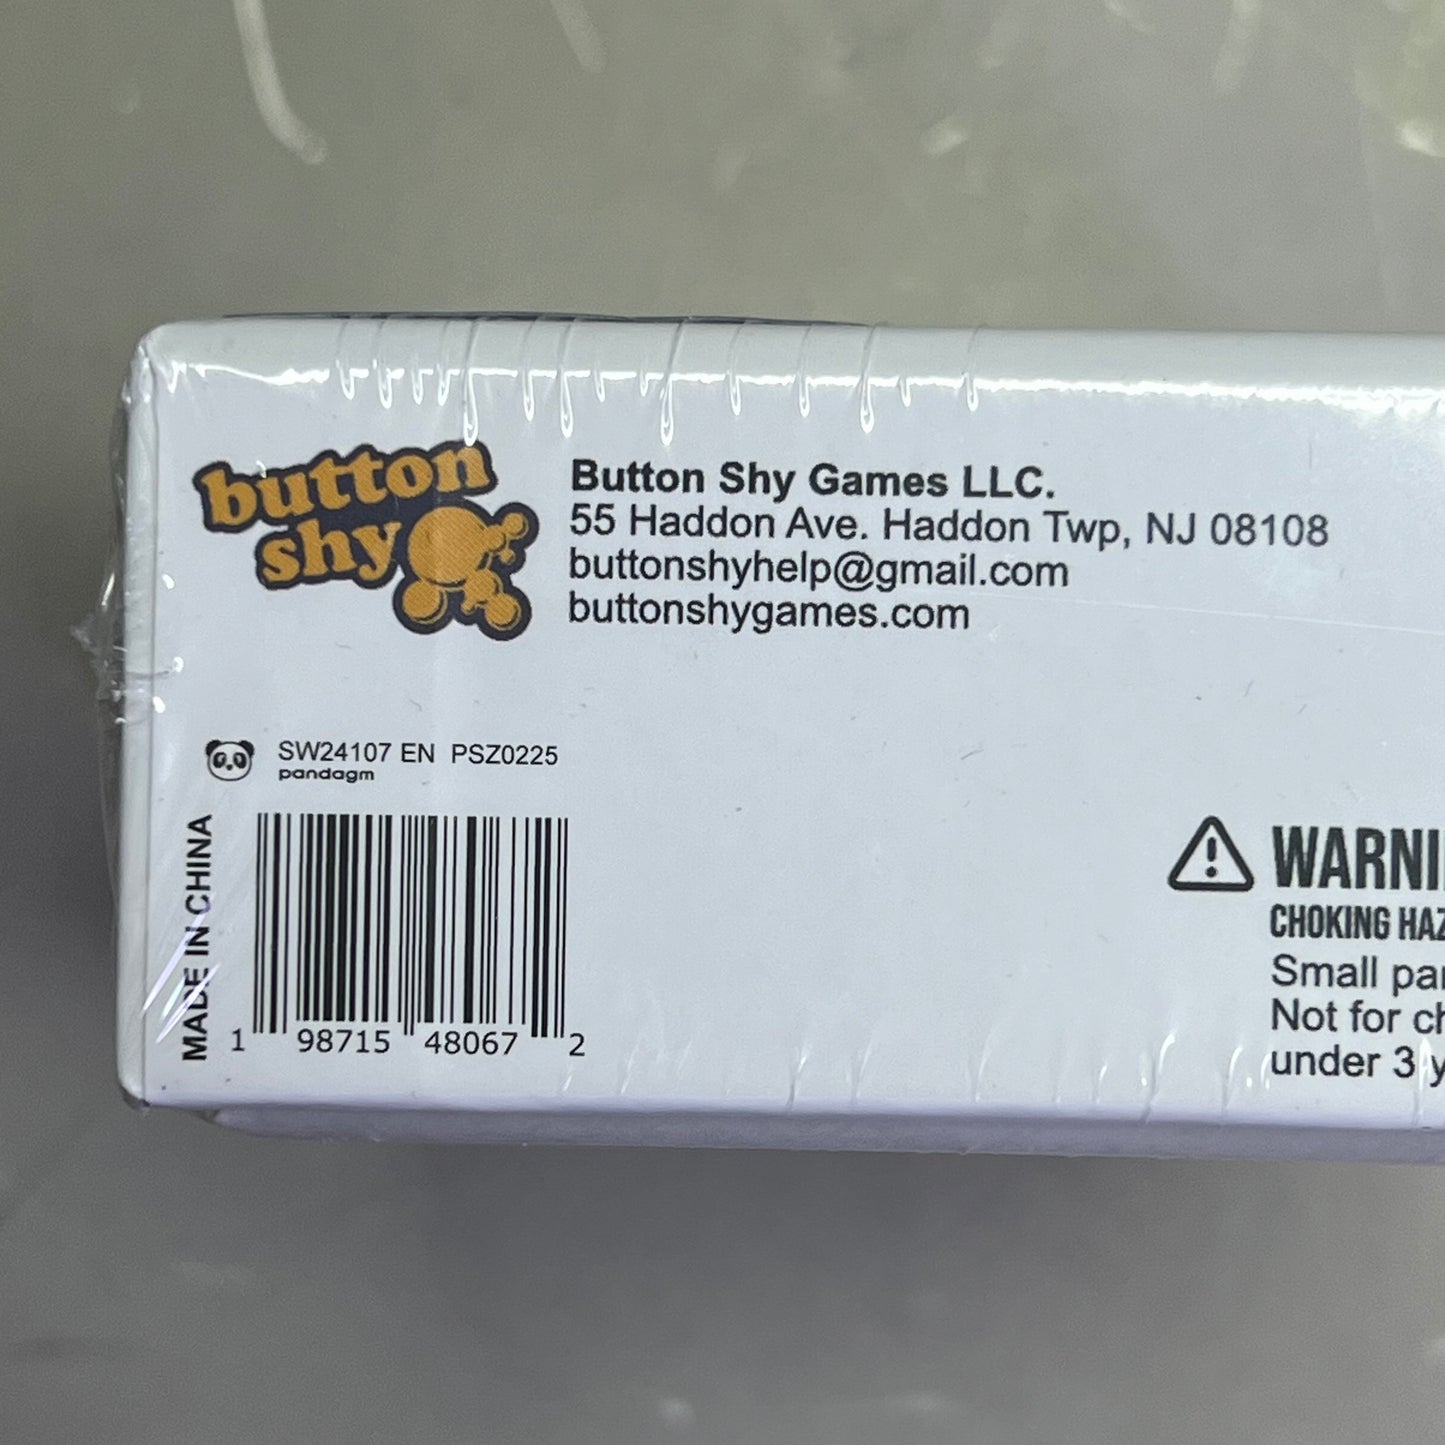 button
shy
Button Shy Games LLC.
55 Haddon Ave. Haddon Twp, NJ 08108
buttonshyhelp@gmail.com
buttonshygames.com
SW24107 EN PSZ0225
pandagm
MADE IN CHINA
1 98715 48067 2
WARNI
CHOKING HAZ
Small par
Not for ch
under 3 y